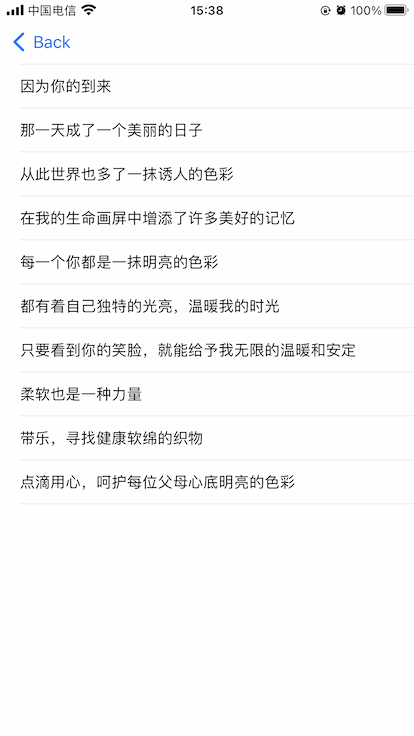 中国电信 15:38 100%
Back
因为你的到来
那一天成了一个美丽的日子
从此世界也多了一抹诱人的色彩
在我的生命画屏中增添了许多美好的记忆
每一个你都是一抹明亮的色彩
都有着自己独特的光亮，温暖我的时光
只要看到你的笑脸，就能给予我无限的温暖和安定
柔软也是一种力量
带乐，寻找健康软绵的织物
点滴用心，呵护每位父母心底明亮的色彩